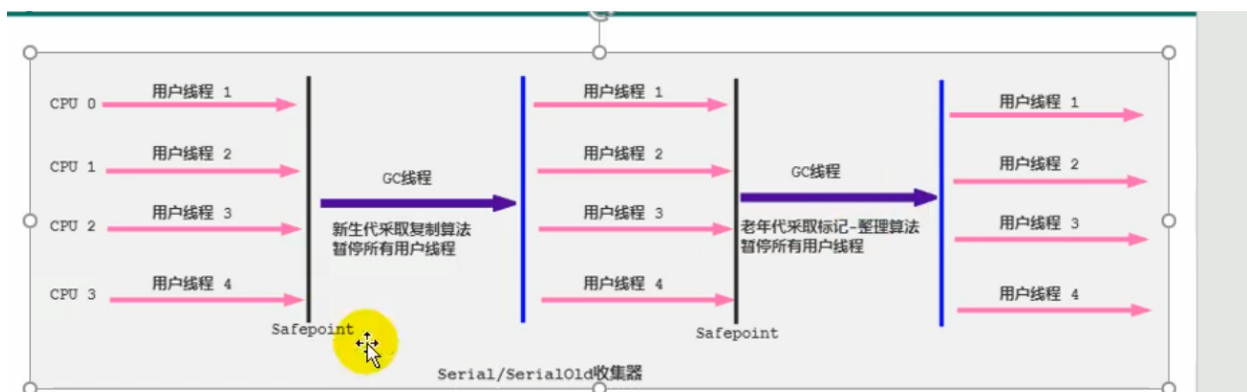 CPU 0
用户线程 1
用户线程 1
用户线程 1
CPU 1
用户线程 2
用户线程 2
用户线程 2
GC线程
GC线程
CPU 2
用户线程 3
用户线程 3
用户线程 3
新生代采取复制算法
暂停所有用户线程
老年代采取标记-整理算法
暂停所有用户线程
CPU 3
用户线程 4
用户线程 4
用户线程 4
Safepoint
Safepoint
Serial/SerialOld收集器